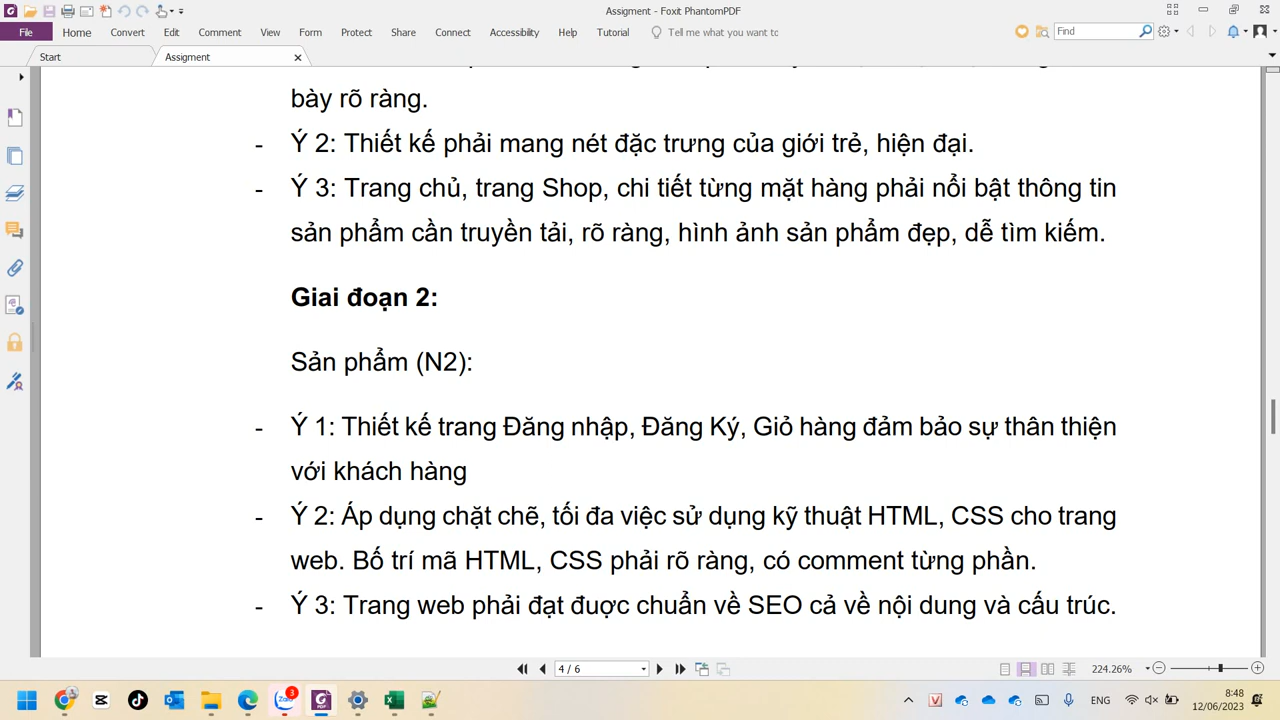 Assigment - Foxit PhantomPDF
File Home Convert Edit Comment View Form Protect Share Connect Accessibility Help Tutorial Tell me what you want to Find
Start Assigment
bày rõ ràng.
- Ý 2: Thiết kế phải mang nét đặc trưng của giới trẻ, hiện đại.
- Ý 3: Trang chủ, trang Shop, chi tiết từng mặt hàng phải nổi bật thông tin
sản phẩm cần truyền tải, rõ ràng, hình ảnh sản phẩm đẹp, dễ tìm kiếm.
Giai đoạn 2:
Sản phẩm (N2):
- Ý 1: Thiết kế trang Đăng nhập, Đăng Ký, Giỏ hàng đảm bảo sự thân thiện
với khách hàng
- Ý 2: Áp dụng chặt chẽ, tối đa việc sử dụng kỹ thuật HTML, CSS cho trang
web. Bố trí mã HTML, CSS phải rõ ràng, có comment từng phần.
- Ý 3: Trang web phải đạt đuợc chuẩn về SEO cả về nội dung và cấu trúc.
4 / 6
224.26%
Zalo 3
PDF
ENG
8:48
12/06/2023